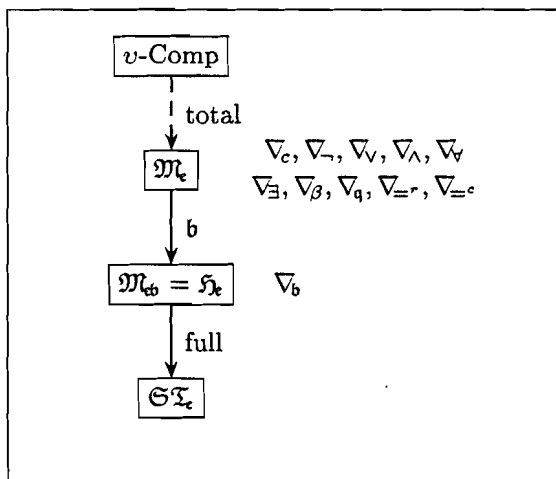 υ-Comp
total
𝔐ₑ
∇c, ∇¬, ∇∨, ∇∧, ∇∀
∇∃, ∇β, ∇q, ∇=r, ∇=c
𝔟
𝔐ₑ𝔟 = ℌₑ
∇b
full
𝔖𝔗ₑ